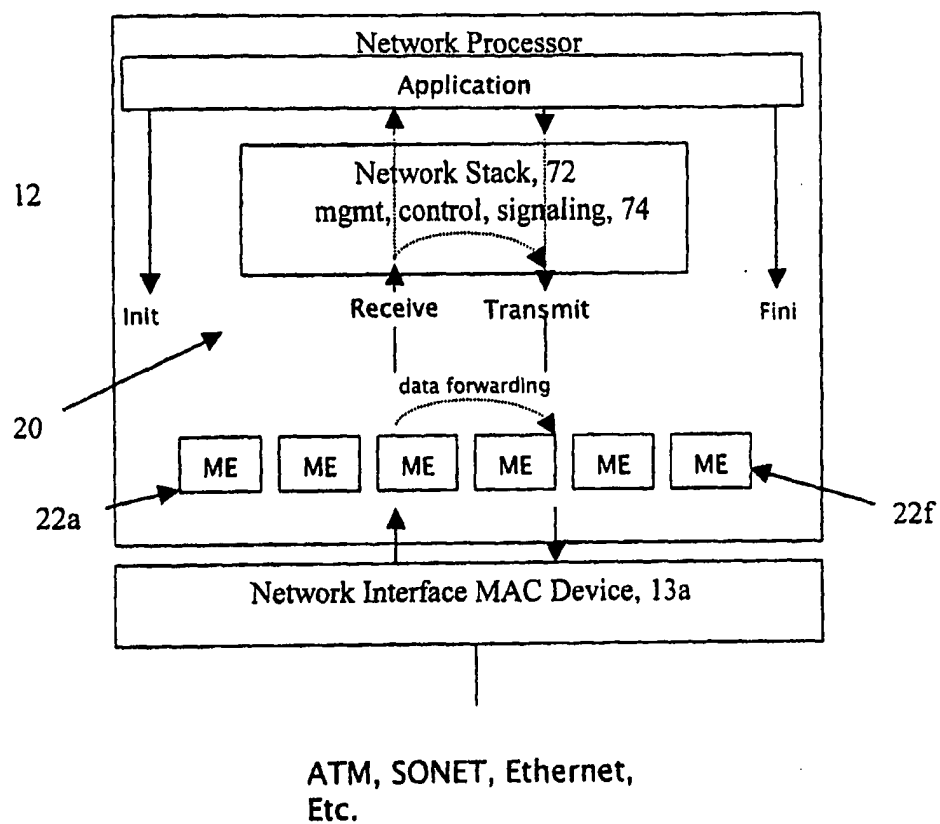 Network Processor
Application
12
Network Stack, 72
mgmt, control, signaling, 74
Init
Receive
Transmit
Fini
data forwarding
20
ME
ME
ME
ME
ME
ME
22a
22f
Network Interface MAC Device, 13a
ATM, SONET, Ethernet,
Etc.